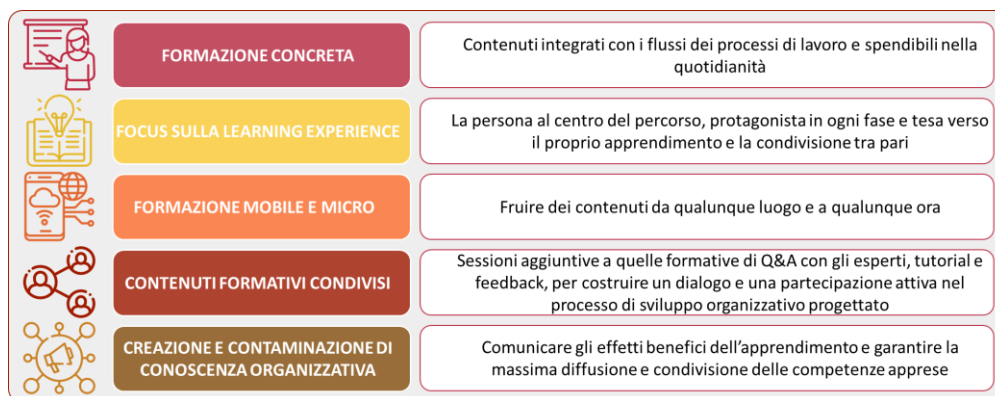 FORMAZIONE CONCRETA
Contenuti integrati con i flussi dei processi di lavoro e spendibili nella
quotidianità
FOCUS SULLA LEARNING EXPERIENCE
La persona al centro del percorso, protagonista in ogni fase e tesa verso
il proprio apprendimento e la condivisione tra pari
FORMAZIONE MOBILE E MICRO
Fruire dei contenuti da qualunque luogo e a qualunque ora
CONTENUTI FORMATIVI CONDIVISI
Sessioni aggiuntive a quelle formative di Q&A con gli esperti, tutorial e
feedback, per costruire un dialogo e una partecipazione attiva nel
processo di sviluppo organizzativo progettato
CREAZIONE E CONTAMINAZIONE DI
CONOSCENZA ORGANIZZATIVA
Comunicare gli effetti benefici dell'apprendimento e garantire la
massima diffusione e condivisione delle competenze apprese